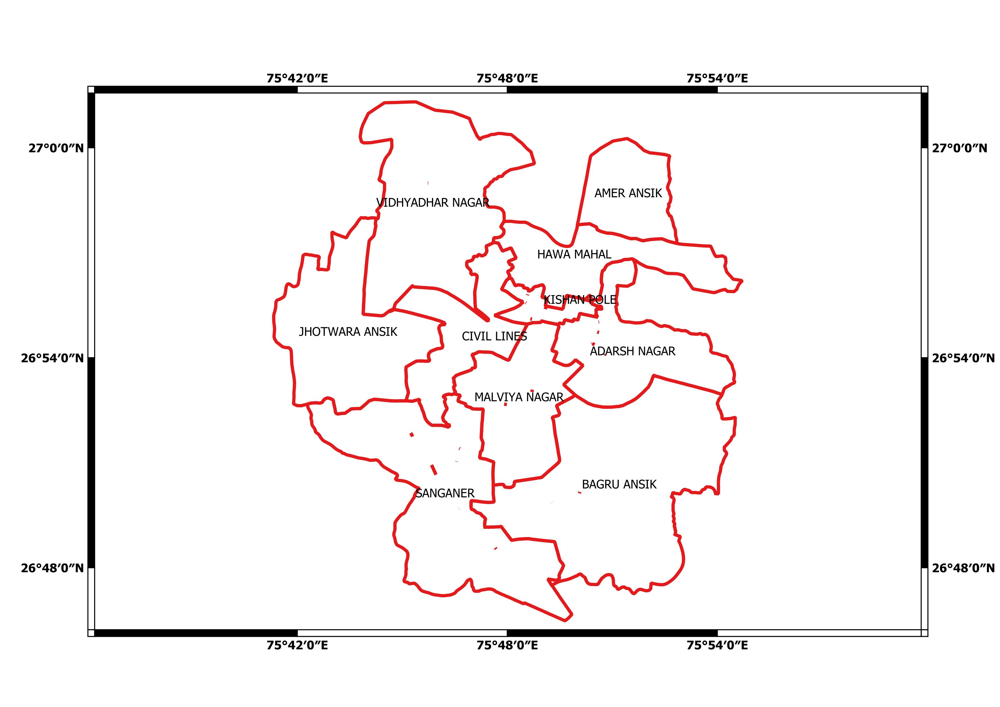 75°42′0″E 75°48′0″E 75°54′0″E
27°0′0″N 27°0′0″N
AMER ANSIK
VIDHYADHAR NAGAR
HAWA MAHAL
KISHAN POLE
JHOTWARA ANSIK
CIVIL LINES
ADARSH NAGAR
26°54′0″N 26°54′0″N
MALVIYA NAGAR
BAGRU ANSIK
SANGANER
26°48′0″N 26°48′0″N
75°42′0″E 75°48′0″E 75°54′0″E